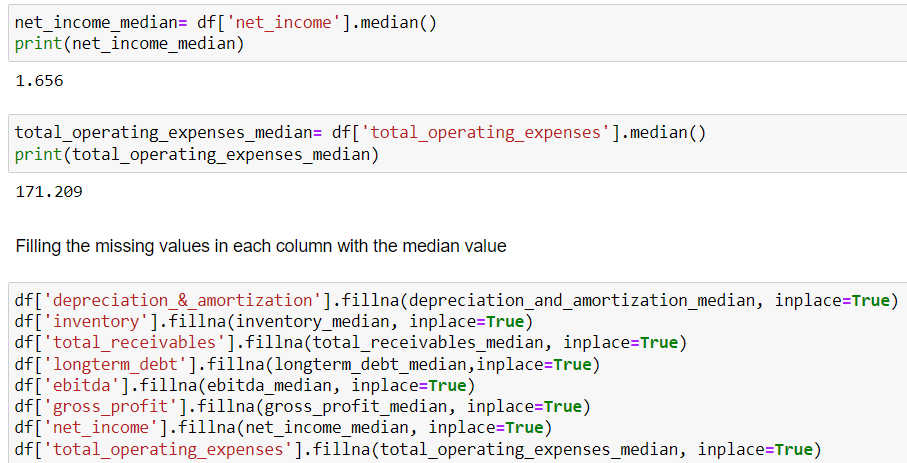 net_income_median= df['net_income'].median()
print(net_income_median)
1.656
total_operating_expenses_median= df['total_operating_expenses'].median()
print(total_operating_expenses_median)
171.209
Filling the missing values in each column with the median value
df['depreciation_&_amortization'].fillna(depreciation_and_amortization_median, inplace=True)
df['inventory'].fillna(inventory_median, inplace=True)
df['total_receivables'].fillna(total_receivables_median, inplace=True)
df['longterm_debt'].fillna(longterm_debt_median,inplace=True)
df['ebitda'].fillna(ebitda_median, inplace=True)
df['gross_profit'].fillna(gross_profit_median, inplace=True)
df['net_income'].fillna(net_income_median, inplace=True)
df['total_operating_expenses'].fillna(total_operating_expenses_median, inplace=True)